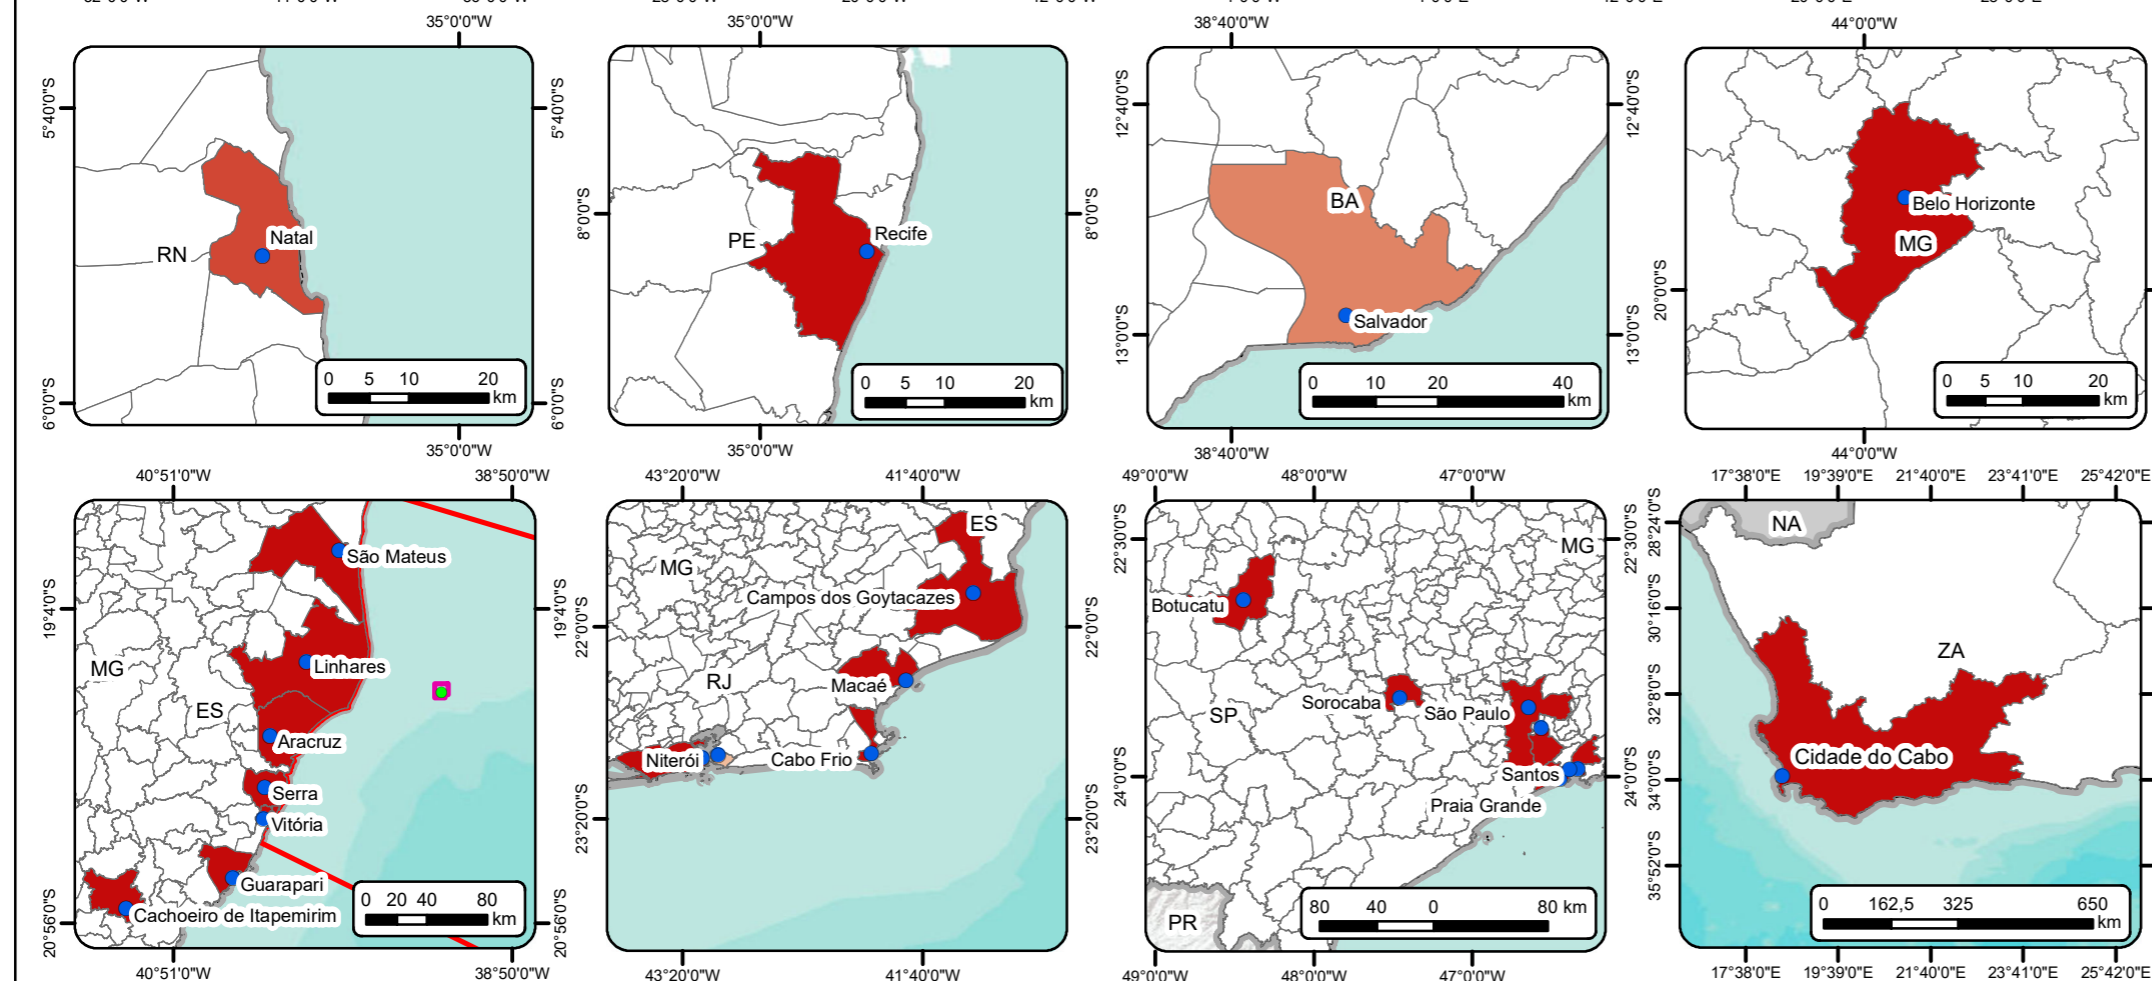 35°0'0"W
35°0'0"W
38°40'0"W
44°0'0"W
5°40'0"S
6°0'0"S
RN
Natal
0 5 10 20
km
5°40'0"S
6°0'0"S
35°0'0"W
8°0'0"S
PE
Recife
0 5 10 20
km
8°0'0"S
35°0'0"W
12°40'0"S
13°0'0"S
BA
Salvador
0 10 20 40
km
12°40'0"S
13°0'0"S
38°40'0"W
20°0'0"S
Belo Horizonte
MG
0 5 10 20
km
44°0'0"W
40°51'0"W 38°50'0"W
19°4'0"S
20°56'0"S
São Mateus
Linhares
MG
ES
Aracruz
Serra
Vitória
Guarapari
Cachoeiro de Itapemirim
0 20 40 80
km
19°4'0"S
20°56'0"S
40°51'0"W 38°50'0"W
43°20'0"W 41°40'0"W
22°0'0"S
23°20'0"S
ES
MG
Campos dos Goytacazes
RJ
Macaé
Niterói
Cabo Frio
22°0'0"S
23°20'0"S
43°20'0"W 41°40'0"W
49°0'0"W 48°0'0"W 47°0'0"W
22°30'0"S
24°0'0"S
MG
Botucatu
Sorocaba
SP
São Paulo
Santos
Praia Grande
PR
80 40 0 80 km
22°30'0"S
24°0'0"S
49°0'0"W 48°0'0"W 47°0'0"W
17°38'0"E 19°39'0"E 21°40'0"E 23°41'0"E 25°42'0"E
28°24'0"S
30°16'0"S
32°8'0"S
34°0'0"S
35°52'0"S
NA
ZA
Cidade do Cabo
0 162,5 325 650
km
17°38'0"E 19°39'0"E 21°40'0"E 23°41'0"E 25°42'0"E